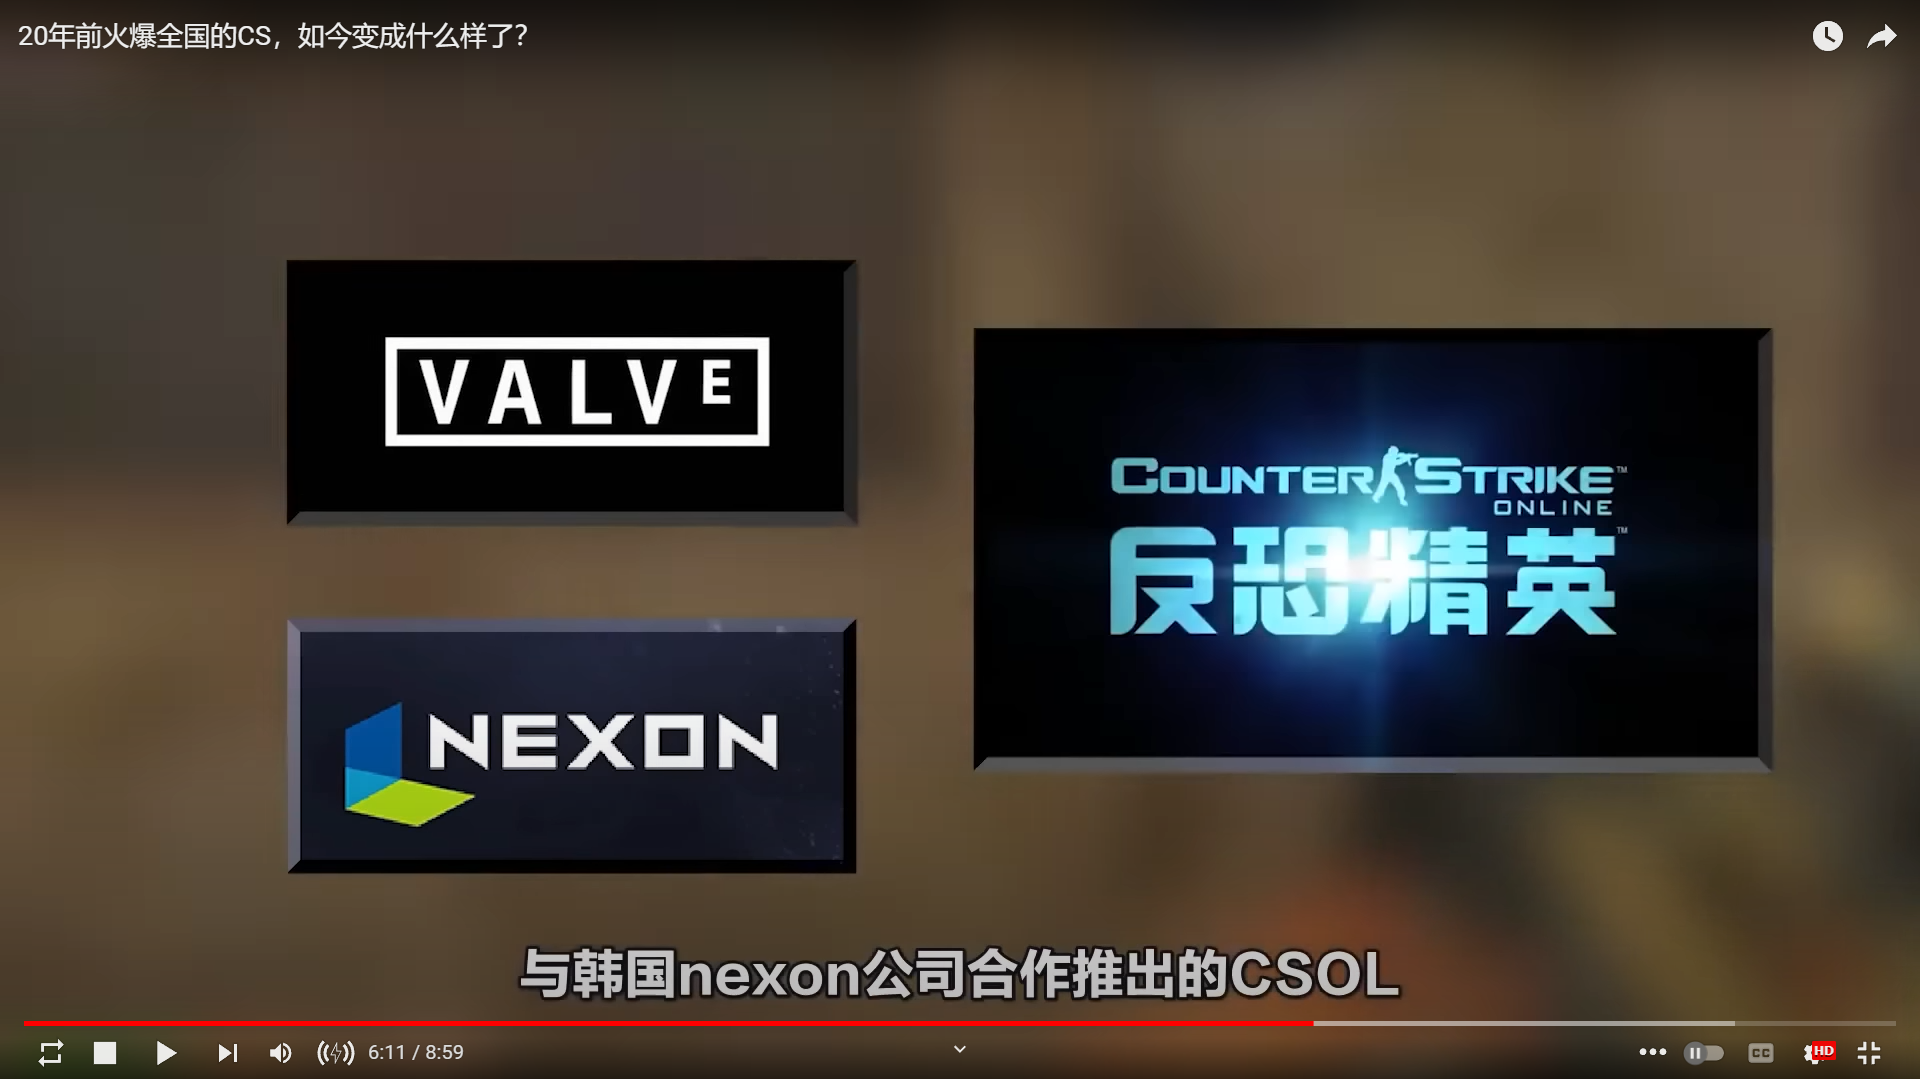 20年前火爆全国的CS，如今变成什么样了？
VALVE
COUNTER STRIKE™
ONLINE
反恐精英™
NEXON
与韩国nexon公司合作推出的CSOL
6:11 / 8:59
CC
HD